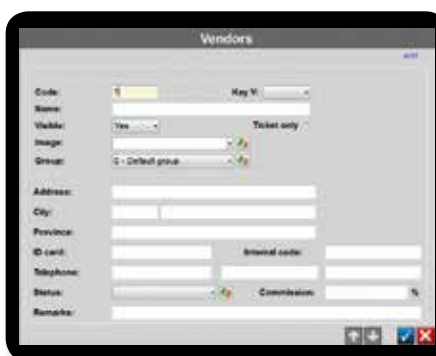 Vendors
Code: 1 Key V:
Name:
Visible: Yes Ticket only
Image:
Group: 0 - Default group
Address:
City:
Province:
ID card: Internal code:
Telephone:
Status: Commission: %
Remarks: